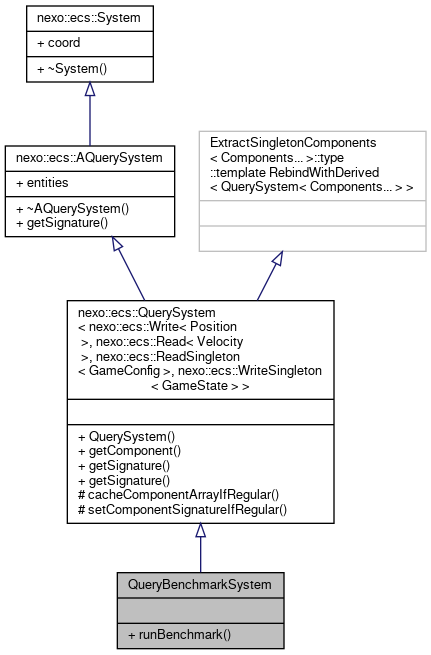 nexo::ecs::System
+ coord
+ ~System()
nexo::ecs::AQuerySystem
+ entities
+ ~AQuerySystem()
+ getSignature()
ExtractSingletonComponents
< Components... >::type
::template RebindWithDerived
< QuerySystem< Components... > >
nexo::ecs::QuerySystem
< nexo::ecs::Write< Position
>, nexo::ecs::Read< Velocity
>, nexo::ecs::ReadSingleton
< GameConfig >, nexo::ecs::WriteSingleton
< GameState > >
+ QuerySystem()
+ getComponent()
+ getSignature()
+ getSignature()
# cacheComponentArrayIfRegular()
# setComponentSignatureIfRegular()
QueryBenchmarkSystem
+ runBenchmark()